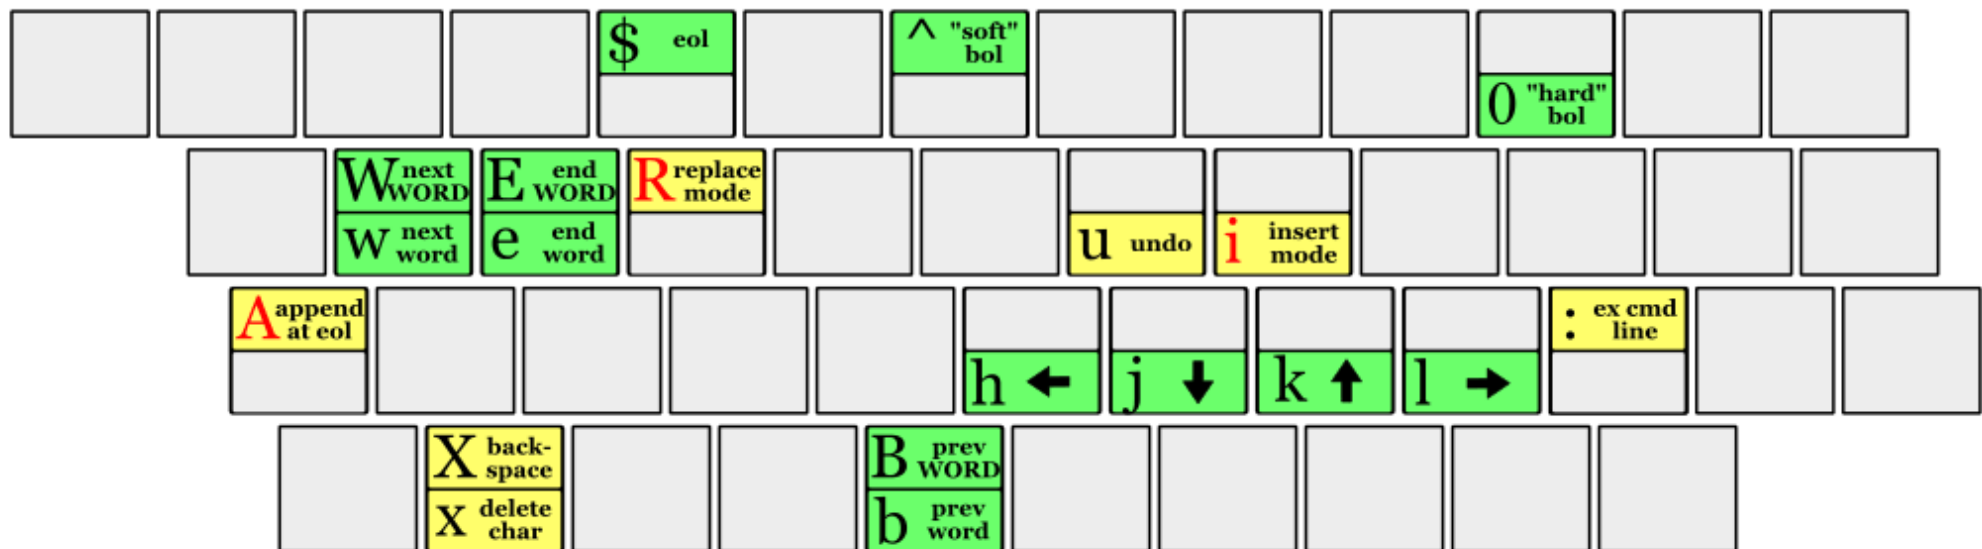 $ eol
^ "soft" bol
0 "hard" bol
W next WORD
w next word
E end WORD
e end word
R replace mode
u undo
i insert mode
A append at eol
h ←
j ↓
k ↑
l →
: ex cmd line
X back-space
x delete char
B prev WORD
b prev word